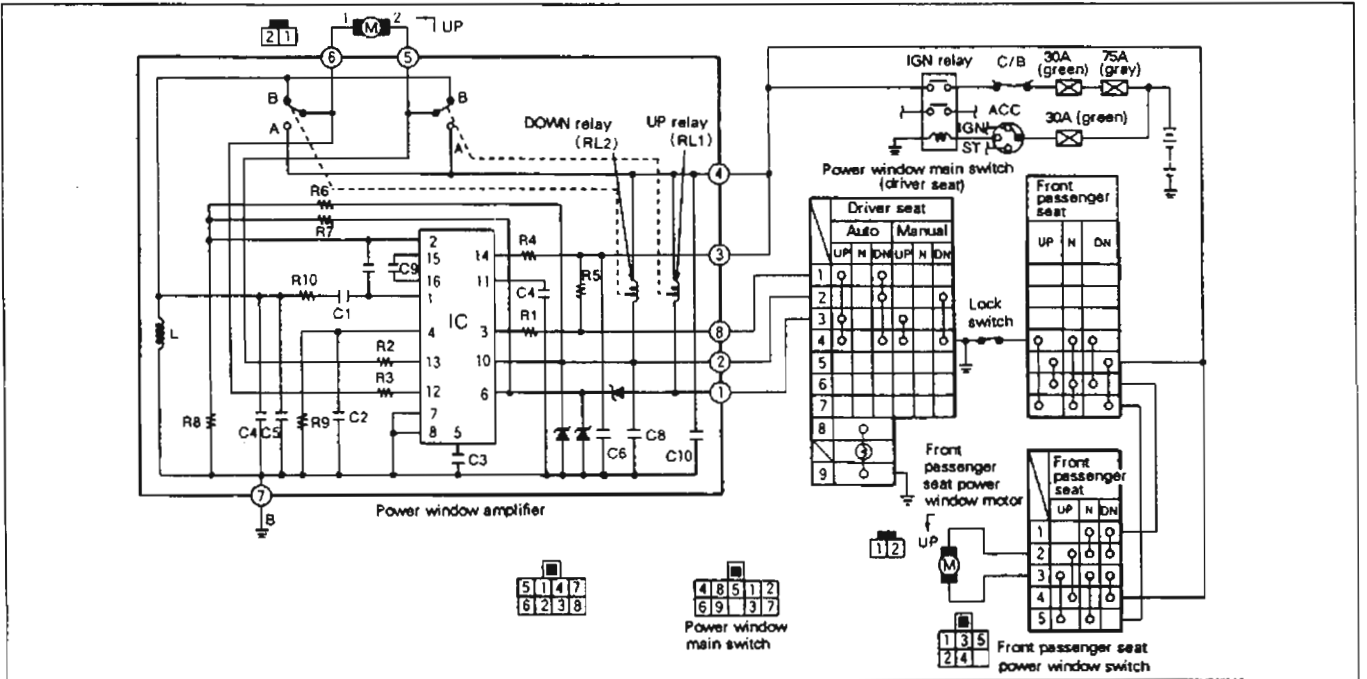 1 M 2 UP
2 1
6 5
B B
A A
DOWN relay (RL2)
UP relay (RL1)
R6
R7
4
3
8
2
1
2
15
16
1
4
13
12
7
8
5
14
11
3
10
6
IC
C9
R10
C1
R4
R5
C4
R1
L
R2
R3
R8
C4
C5
R9
C2
C3
C6
C8
C10
7
B
Power window amplifier
IGN relay
C/B
30A (green)
75A (gray)
ACC
IGN
ST
30A (green)
Power window main switch
(driver seat)
Driver seat
Auto Manual
UP N DN UP N DN
1
2
3
4
5
6
7
8
9
Lock
switch
Front
passenger
seat
UP N DN
Front
passenger
seat power
window motor
UP
M
1 2
Front
passenger
seat
UP N DN
1
2
3
4
5
5 1 4 7
6 2 3 8
4 8 5 1 2
6 9 3 7
Power window
main switch
1 3 5
2 4
Front passenger seat
power window switch